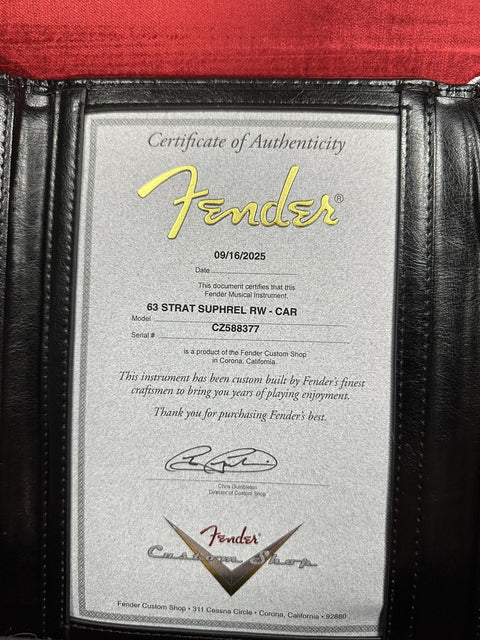 Certificate of Authenticity
Fender®
09/16/2025
Date
This document certifies that this
Fender Musical Instrument.
63 STRAT SUPHREL RW - CAR
Model
CZ588377
Serial #
is a product of the Fender Custom Shop
in Corona, California.
This instrument has been custom built by Fender's finest
craftsmen to bring you years of playing enjoyment.
Thank you for purchasing Fender's best.
Chris Gumbleton
Director of Custom Shop
Fender
Custom Shop
Fender Custom Shop • 311 Cessna Circle • Corona, California • 92880